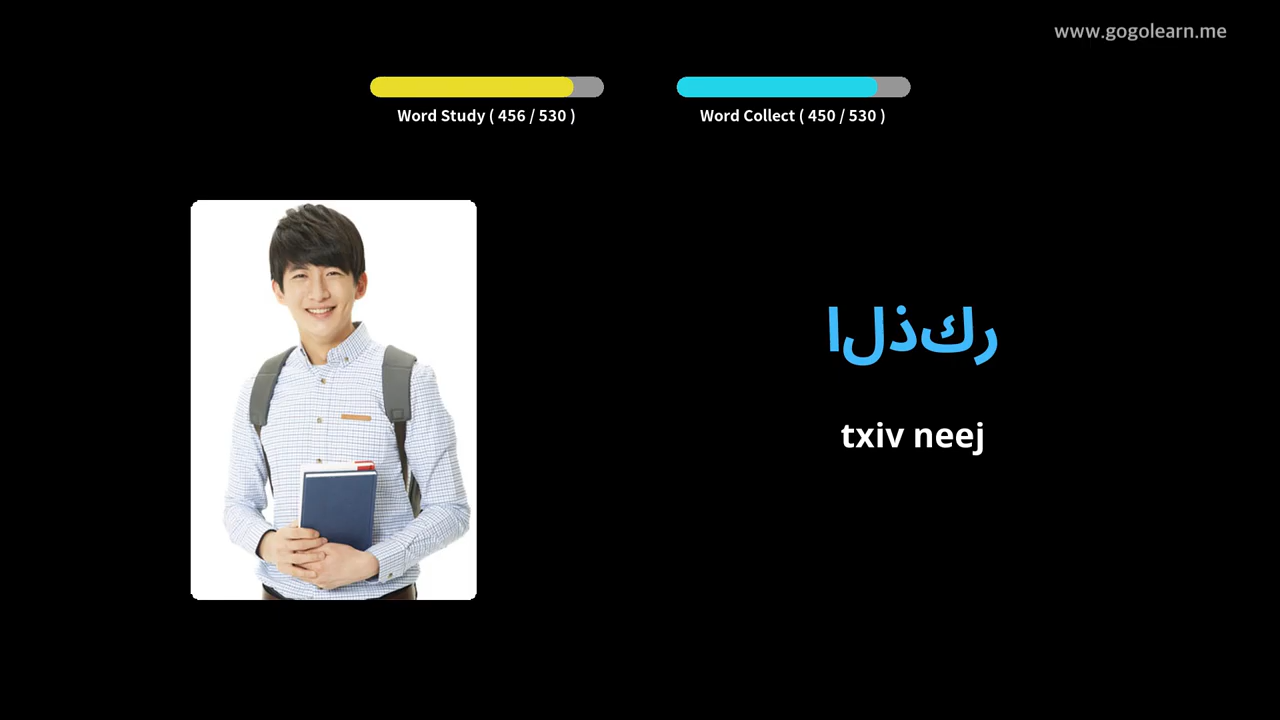 www.gogolearn.me
Word Study ( 456 / 530 )
Word Collect ( 450 / 530 )
الذكر
txiv neej